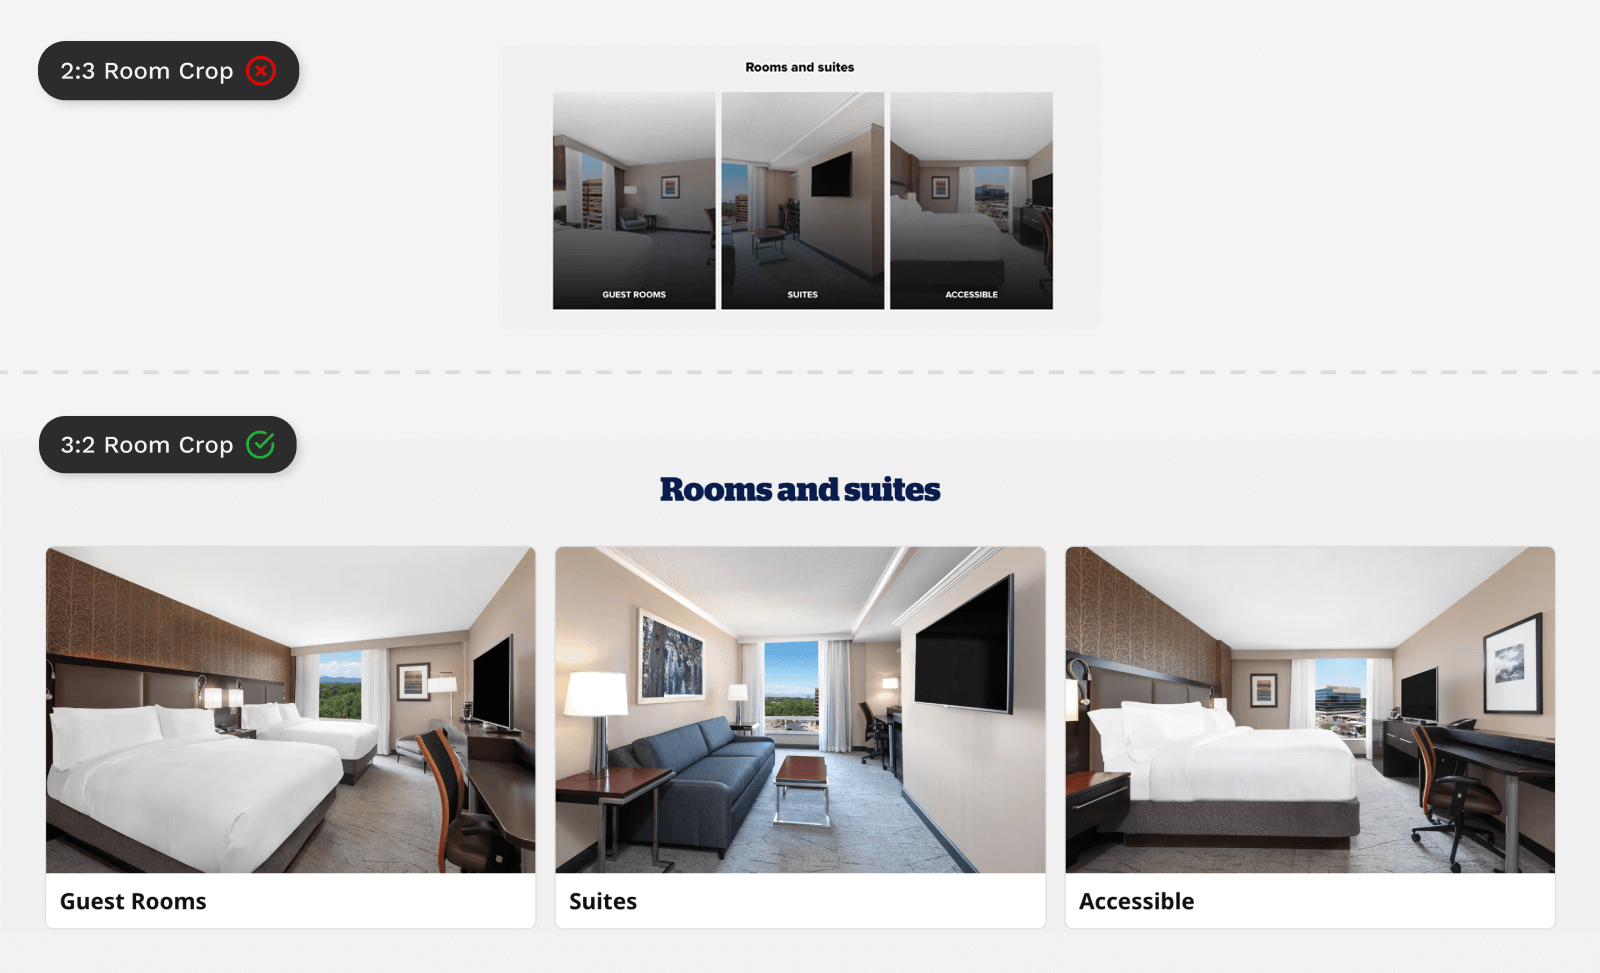 2:3 Room Crop
Rooms and suites
GUEST ROOMS
SUITES
ACCESSIBLE
3:2 Room Crop
Rooms and suites
Guest Rooms
Suites
Accessible